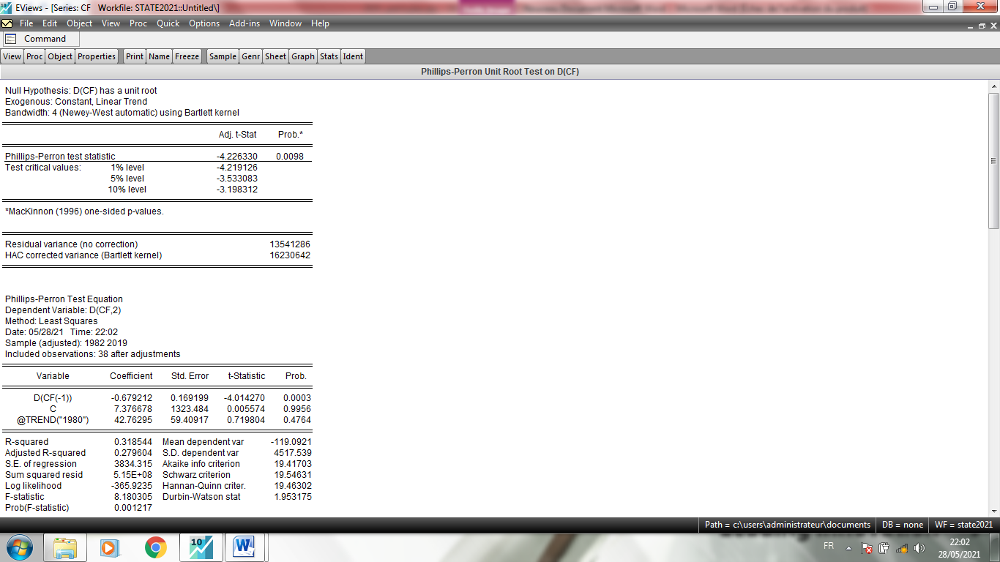 EViews - [Series: CF   Workfile: STATE2021::Untitled\]
File Edit Object View Proc Quick Options Add-ins Window Help
Command
View Proc Object Properties Print Name Freeze Sample Genr Sheet Graph Stats Ident
Phillips-Perron Unit Root Test on D(CF)
Null Hypothesis: D(CF) has a unit root
Exogenous: Constant, Linear Trend
Bandwidth: 4 (Newey-West automatic) using Bartlett kernel
Adj. t-Stat Prob.*
Phillips-Perron test statistic -4.226330 0.0098
Test critical values: 1% level -4.219126
5% level -3.533083
10% level -3.198312
*MacKinnon (1996) one-sided p-values.
Residual variance (no correction) 13541286
HAC corrected variance (Bartlett kernel) 16230642
Phillips-Perron Test Equation
Dependent Variable: D(CF,2)
Method: Least Squares
Date: 05/28/21 Time: 22:02
Sample (adjusted): 1982 2019
Included observations: 38 after adjustments
Variable Coefficient Std. Error t-Statistic Prob.
D(CF(-1)) -0.679212 0.169199 -4.014270 0.0003
C 7.376678 1323.484 0.005574 0.9956
@TREND("1980") 42.76295 59.40917 0.719804 0.4764
R-squared 0.318544 Mean dependent var -119.0921
Adjusted R-squared 0.279604 S.D. dependent var 4517.539
S.E. of regression 3834.315 Akaike info criterion 19.41703
Sum squared resid 5.15E+08 Schwarz criterion 19.54631
Log likelihood -365.9235 Hannan-Quinn criter. 19.46302
F-statistic 8.180305 Durbin-Watson stat 1.953175
Prob(F-statistic) 0.001217
Path = c:\users\administrateur\documents DB = none WF = state2021
FR 22:02
28/05/2021